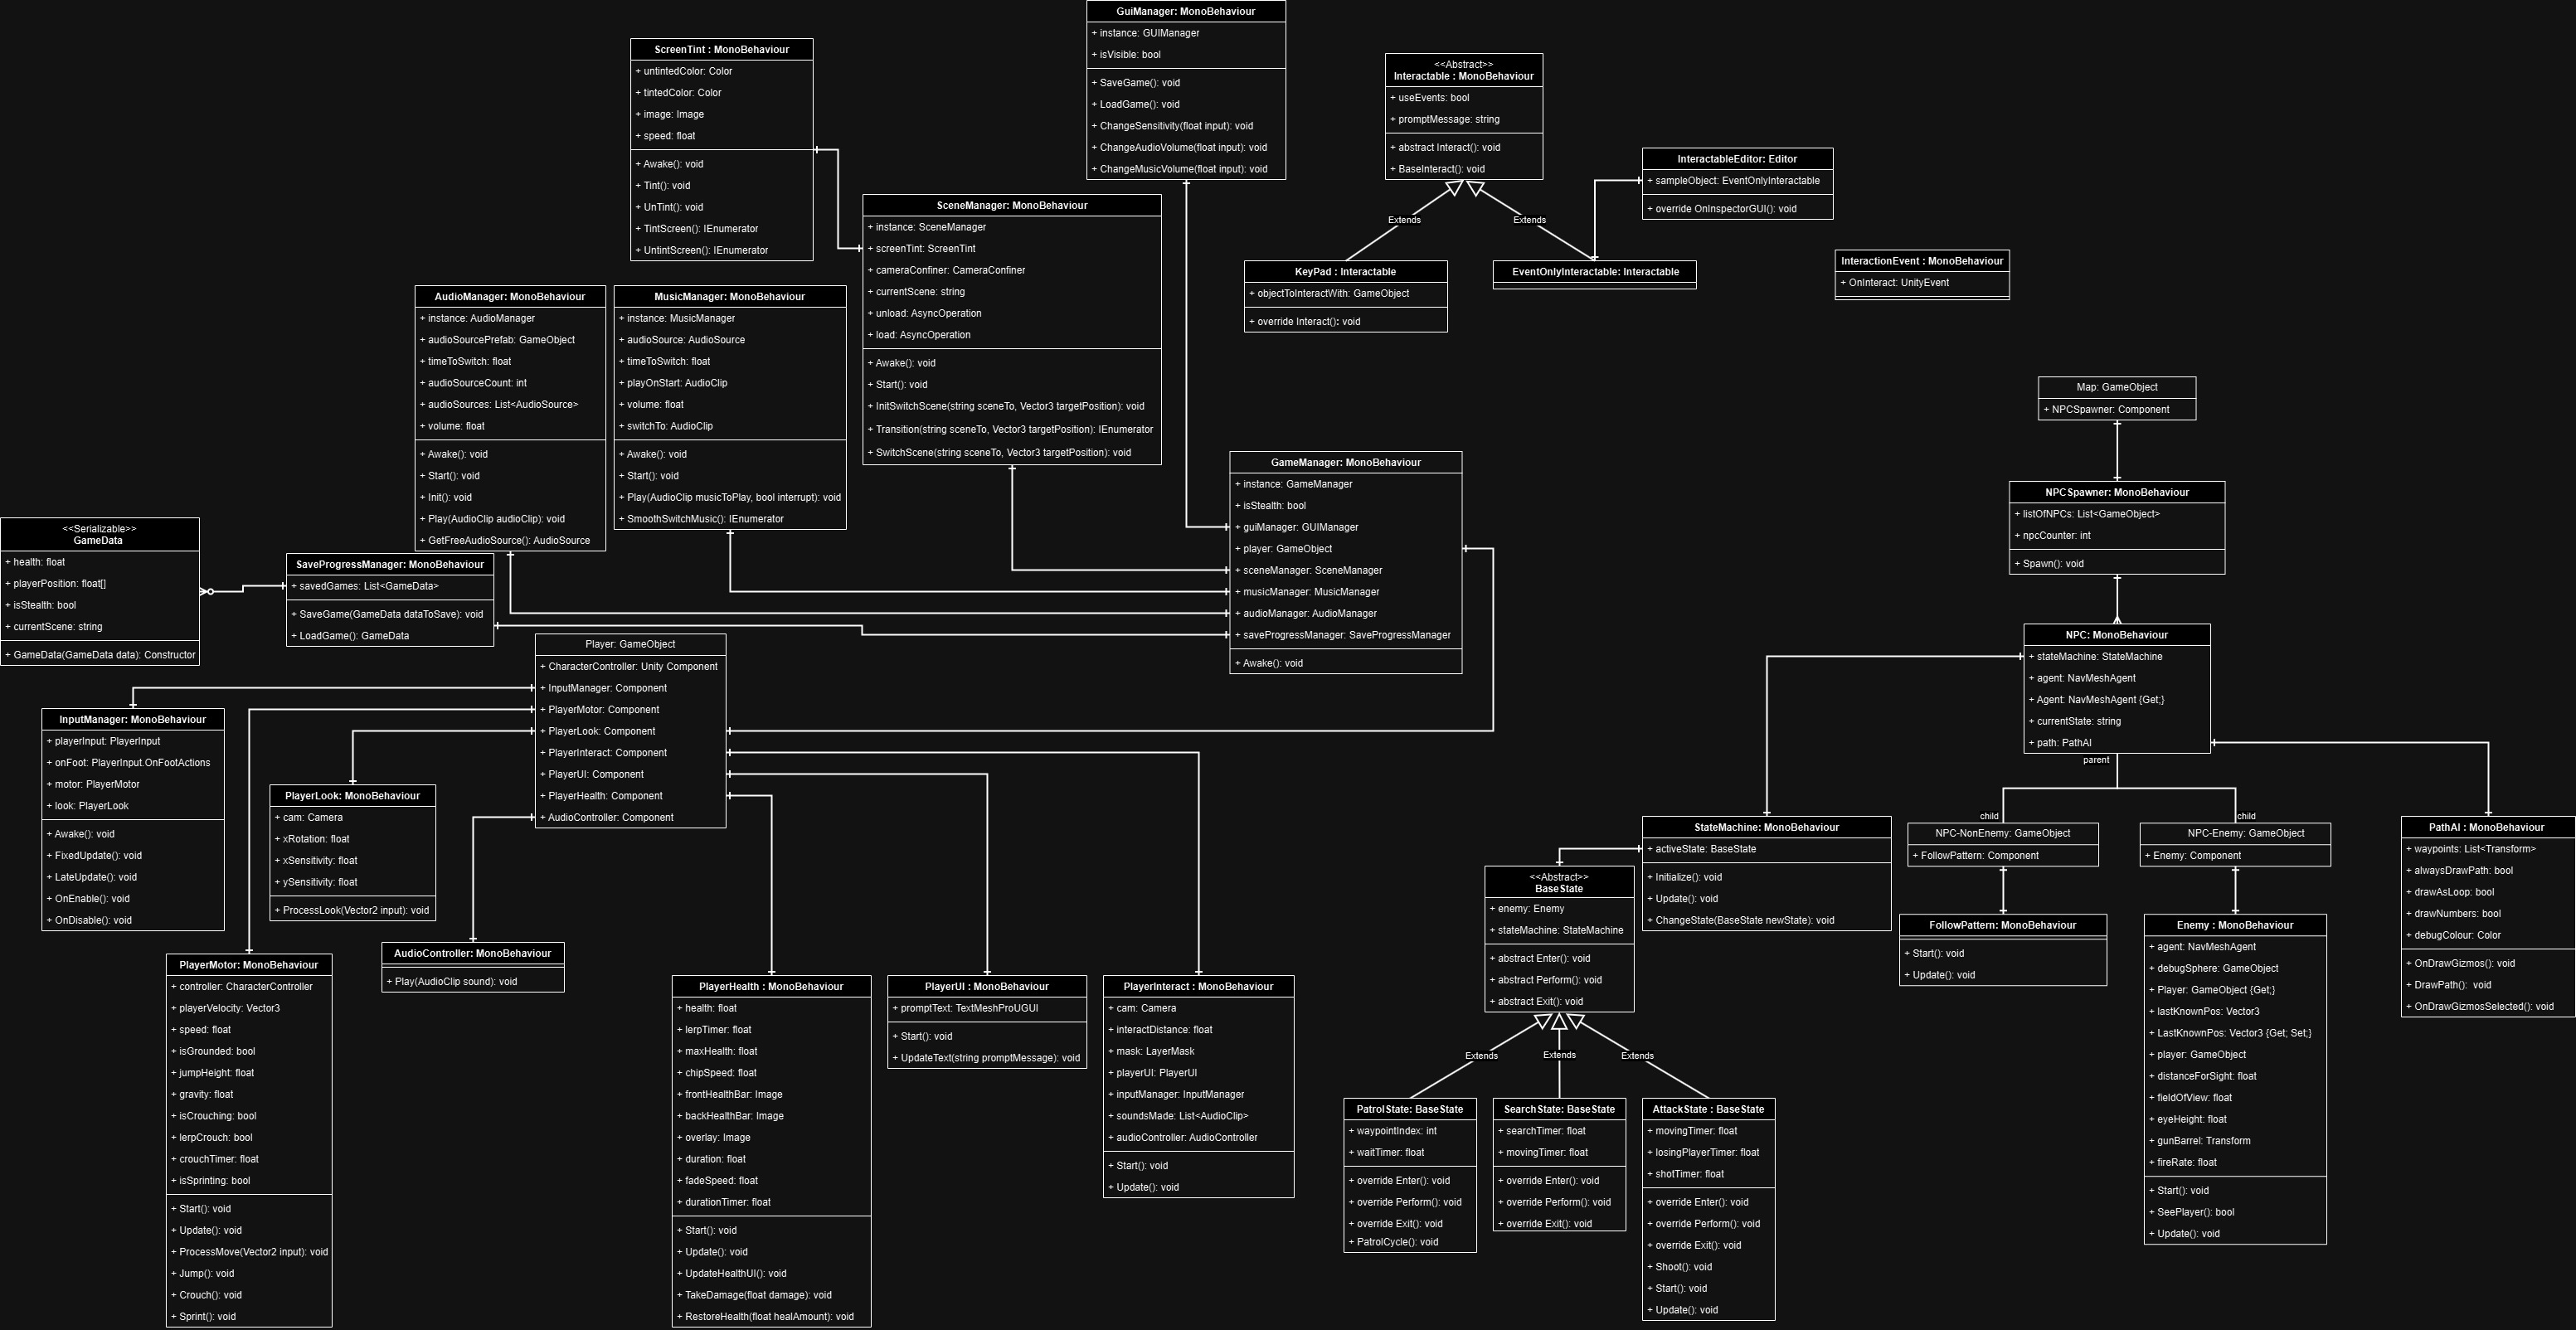 GuiManager: MonoBehaviour
+ instance: GUIManager
+ isVisible: bool
+ SaveGame(): void
+ LoadGame(): void
+ ChangeSensitivity(float input): void
+ ChangeAudioVolume(float input): void
+ ChangeMusicVolume(float input): void
ScreenTint : MonoBehaviour
+ untintedColor: Color
+ tintedColor: Color
+ image: Image
+ speed: float
+ Awake(): void
+ Tint(): void
+ UnTint(): void
+ TintScreen(): IEnumerator
+ UntintScreen(): IEnumerator
<<Abstract>>
Interactable : MonoBehaviour
+ useEvents: bool
+ promptMessage: string
+ abstract Interact(): void
+ BaseInteract(): void
InteractableEditor: Editor
+ sampleObject: EventOnlyInteractable
+ override OnInspectorGUI(): void
Extends
Extends
KeyPad : Interactable
+ objectToInteractWith: GameObject
+ override Interact(): void
EventOnlyInteractable: Interactable
InteractionEvent : MonoBehaviour
+ OnInteract: UnityEvent
SceneManager: MonoBehaviour
+ instance: SceneManager
+ screenTint: ScreenTint
+ cameraConfiner: CameraConfiner
+ currentScene: string
+ unload: AsyncOperation
+ load: AsyncOperation
+ Awake(): void
+ Start(): void
+ InitSwitchScene(string sceneTo, Vector3 targetPosition): void
+ Transition(string sceneTo, Vector3 targetPosition): IEnumerator
+ SwitchScene(string sceneTo, Vector3 targetPosition): void
AudioManager: MonoBehaviour
+ instance: AudioManager
+ audioSourcePrefab: GameObject
+ timeToSwitch: float
+ audioSourceCount: int
+ audioSources: List<AudioSource>
+ volume: float
+ Awake(): void
+ Start(): void
+ Init(): void
+ Play(AudioClip audioClip): void
+ GetFreeAudioSource(): AudioSource
MusicManager: MonoBehaviour
+ instance: MusicManager
+ audioSource: AudioSource
+ timeToSwitch: float
+ playOnStart: AudioClip
+ volume: float
+ switchTo: AudioClip
+ Awake(): void
+ Start(): void
+ Play(AudioClip musicToPlay, bool interrupt): void
+ SmoothSwitchMusic(): IEnumerator
Map: GameObject
+ NPCSpawner: Component
NPCSpawner: MonoBehaviour
+ listOfNPCs: List<GameObject>
+ npcCounter: int
+ Spawn(): void
GameManager: MonoBehaviour
+ instance: GameManager
+ isStealth: bool
+ guiManager: GUIManager
+ player: GameObject
+ sceneManager: SceneManager
+ musicManager: MusicManager
+ audioManager: AudioManager
+ saveProgressManager: SaveProgressManager
+ Awake(): void
<<Serializable>>
GameData
+ health: float
+ playerPosition: float[]
+ isStealth: bool
+ currentScene: string
+ GameData(GameData data): Constructor
SaveProgressManager: MonoBehaviour
+ savedGames: List<GameData>
+ SaveGame(GameData dataToSave): void
+ LoadGame(): GameData
Player: GameObject
+ CharacterController: Unity Component
+ InputManager: Component
+ PlayerMotor: Component
+ PlayerLook: Component
+ PlayerInteract: Component
+ PlayerUI: Component
+ PlayerHealth: Component
+ AudioController: Component
NPC: MonoBehaviour
+ stateMachine: StateMachine
+ agent: NavMeshAgent
+ Agent: NavMeshAgent {Get;}
+ currentState: string
+ path: PathAI
parent
child
child
InputManager: MonoBehaviour
+ playerInput: PlayerInput
+ onFoot: PlayerInput.OnFootActions
+ motor: PlayerMotor
+ look: PlayerLook
+ Awake(): void
+ FixedUpdate(): void
+ LateUpdate(): void
+ OnEnable(): void
+ OnDisable(): void
PlayerLook: MonoBehaviour
+ cam: Camera
+ xRotation: float
+ xSensitivity: float
+ ySensitivity: float
+ ProcessLook(Vector2 input): void
AudioController: MonoBehaviour
+ Play(AudioClip sound): void
PlayerMotor: MonoBehaviour
+ controller: CharacterController
+ playerVelocity: Vector3
+ speed: float
+ isGrounded: bool
+ jumpHeight: float
+ gravity: float
+ isCrouching: bool
+ lerpCrouch: bool
+ crouchTimer: float
+ isSprinting: bool
+ Start(): void
+ Update(): void
+ ProcessMove(Vector2 input): void
+ Jump(): void
+ Crouch(): void
+ Sprint(): void
PlayerHealth : MonoBehaviour
+ health: float
+ lerpTimer: float
+ maxHealth: float
+ chipSpeed: float
+ frontHealthBar: Image
+ backHealthBar: Image
+ overlay: Image
+ duration: float
+ fadeSpeed: float
+ durationTimer: float
+ Start(): void
+ Update(): void
+ UpdateHealthUI(): void
+ TakeDamage(float damage): void
+ RestoreHealth(float healAmount): void
PlayerUI : MonoBehaviour
+ promptText: TextMeshProUGUI
+ Start(): void
+ UpdateText(string promptMessage): void
PlayerInteract : MonoBehaviour
+ cam: Camera
+ interactDistance: float
+ mask: LayerMask
+ playerUI: PlayerUI
+ inputManager: InputManager
+ soundsMade: List<AudioClip>
+ audioController: AudioController
+ Start(): void
+ Update(): void
StateMachine: MonoBehaviour
+ activeState: BaseState
+ Initialize(): void
+ Update(): void
+ ChangeState(BaseState newState): void
<<Abstract>>
BaseState
+ enemy: Enemy
+ stateMachine: StateMachine
+ abstract Enter(): void
+ abstract Perform(): void
+ abstract Exit(): void
Extends
Extends
Extends
PatrolState: BaseState
+ waypointIndex: int
+ waitTimer: float
+ override Enter(): void
+ override Perform(): void
+ override Exit(): void
+ PatrolCycle(): void
SearchState: BaseState
+ searchTimer: float
+ movingTimer: float
+ override Enter(): void
+ override Perform(): void
+ override Exit(): void
AttackState : BaseState
+ movingTimer: float
+ losingPlayerTimer: float
+ shotTimer: float
+ override Enter(): void
+ override Perform(): void
+ override Exit(): void
+ Shoot(): void
+ Start(): void
+ Update(): void
NPC-NonEnemy: GameObject
+ FollowPattern: Component
FollowPattern: MonoBehaviour
+ Start(): void
+ Update(): void
NPC-Enemy: GameObject
+ Enemy: Component
Enemy : MonoBehaviour
+ agent: NavMeshAgent
+ debugSphere: GameObject
+ Player: GameObject {Get;}
+ lastKnownPos: Vector3
+ LastKnownPos: Vector3 {Get; Set;}
+ player: GameObject
+ distanceForSight: float
+ fieldOfView: float
+ eyeHeight: float
+ gunBarrel: Transform
+ fireRate: float
+ Start(): void
+ SeePlayer(): bool
+ Update(): void
PathAI : MonoBehaviour
+ waypoints: List<Transform>
+ alwaysDrawPath: bool
+ drawAsLoop: bool
+ drawNumbers: bool
+ debugColour: Color
+ OnDrawGizmos(): void
+ DrawPath(): void
+ OnDrawGizmosSelected(): void